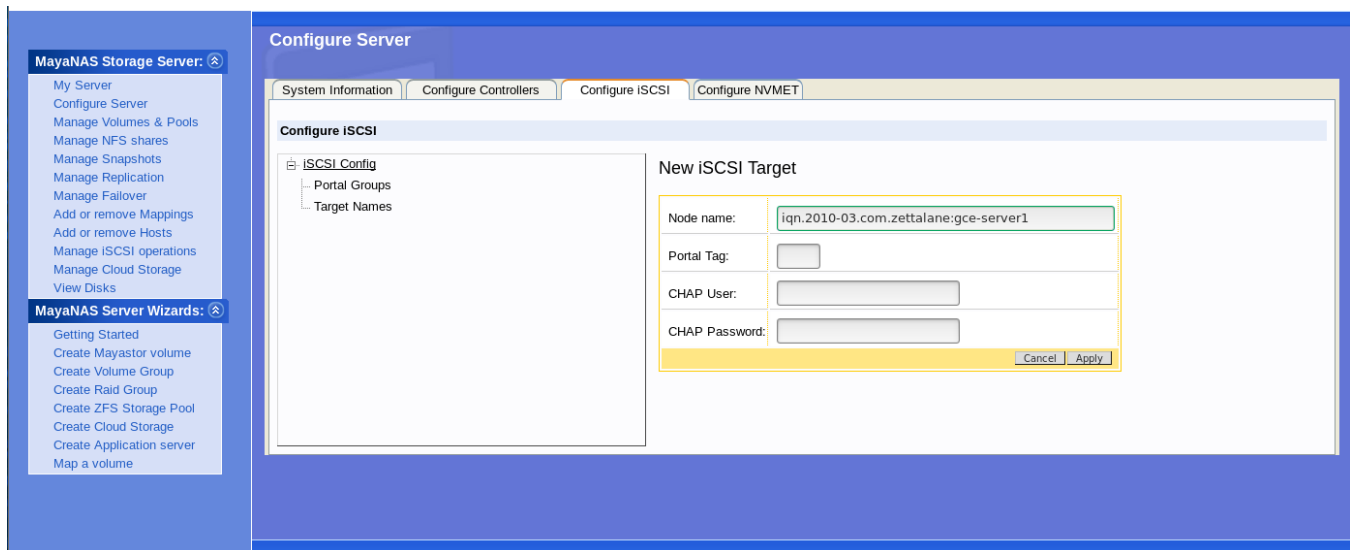 Configure Server
MayaNAS Storage Server:
My Server
Configure Server
Manage Volumes & Pools
Manage NFS shares
Manage Snapshots
Manage Replication
Manage Failover
Add or remove Mappings
Add or remove Hosts
Manage iSCSI operations
Manage Cloud Storage
View Disks
MayaNAS Server Wizards:
Getting Started
Create Mayastor volume
Create Volume Group
Create Raid Group
Create ZFS Storage Pool
Create Cloud Storage
Create Application server
Map a volume
System Information Configure Controllers Configure iSCSI Configure NVMET
Configure iSCSI
iSCSI Config
Portal Groups
Target Names
New iSCSI Target
Node name: iqn.2010-03.com.zettalane:gce-server1
Portal Tag:
CHAP User:
CHAP Password:
Cancel Apply